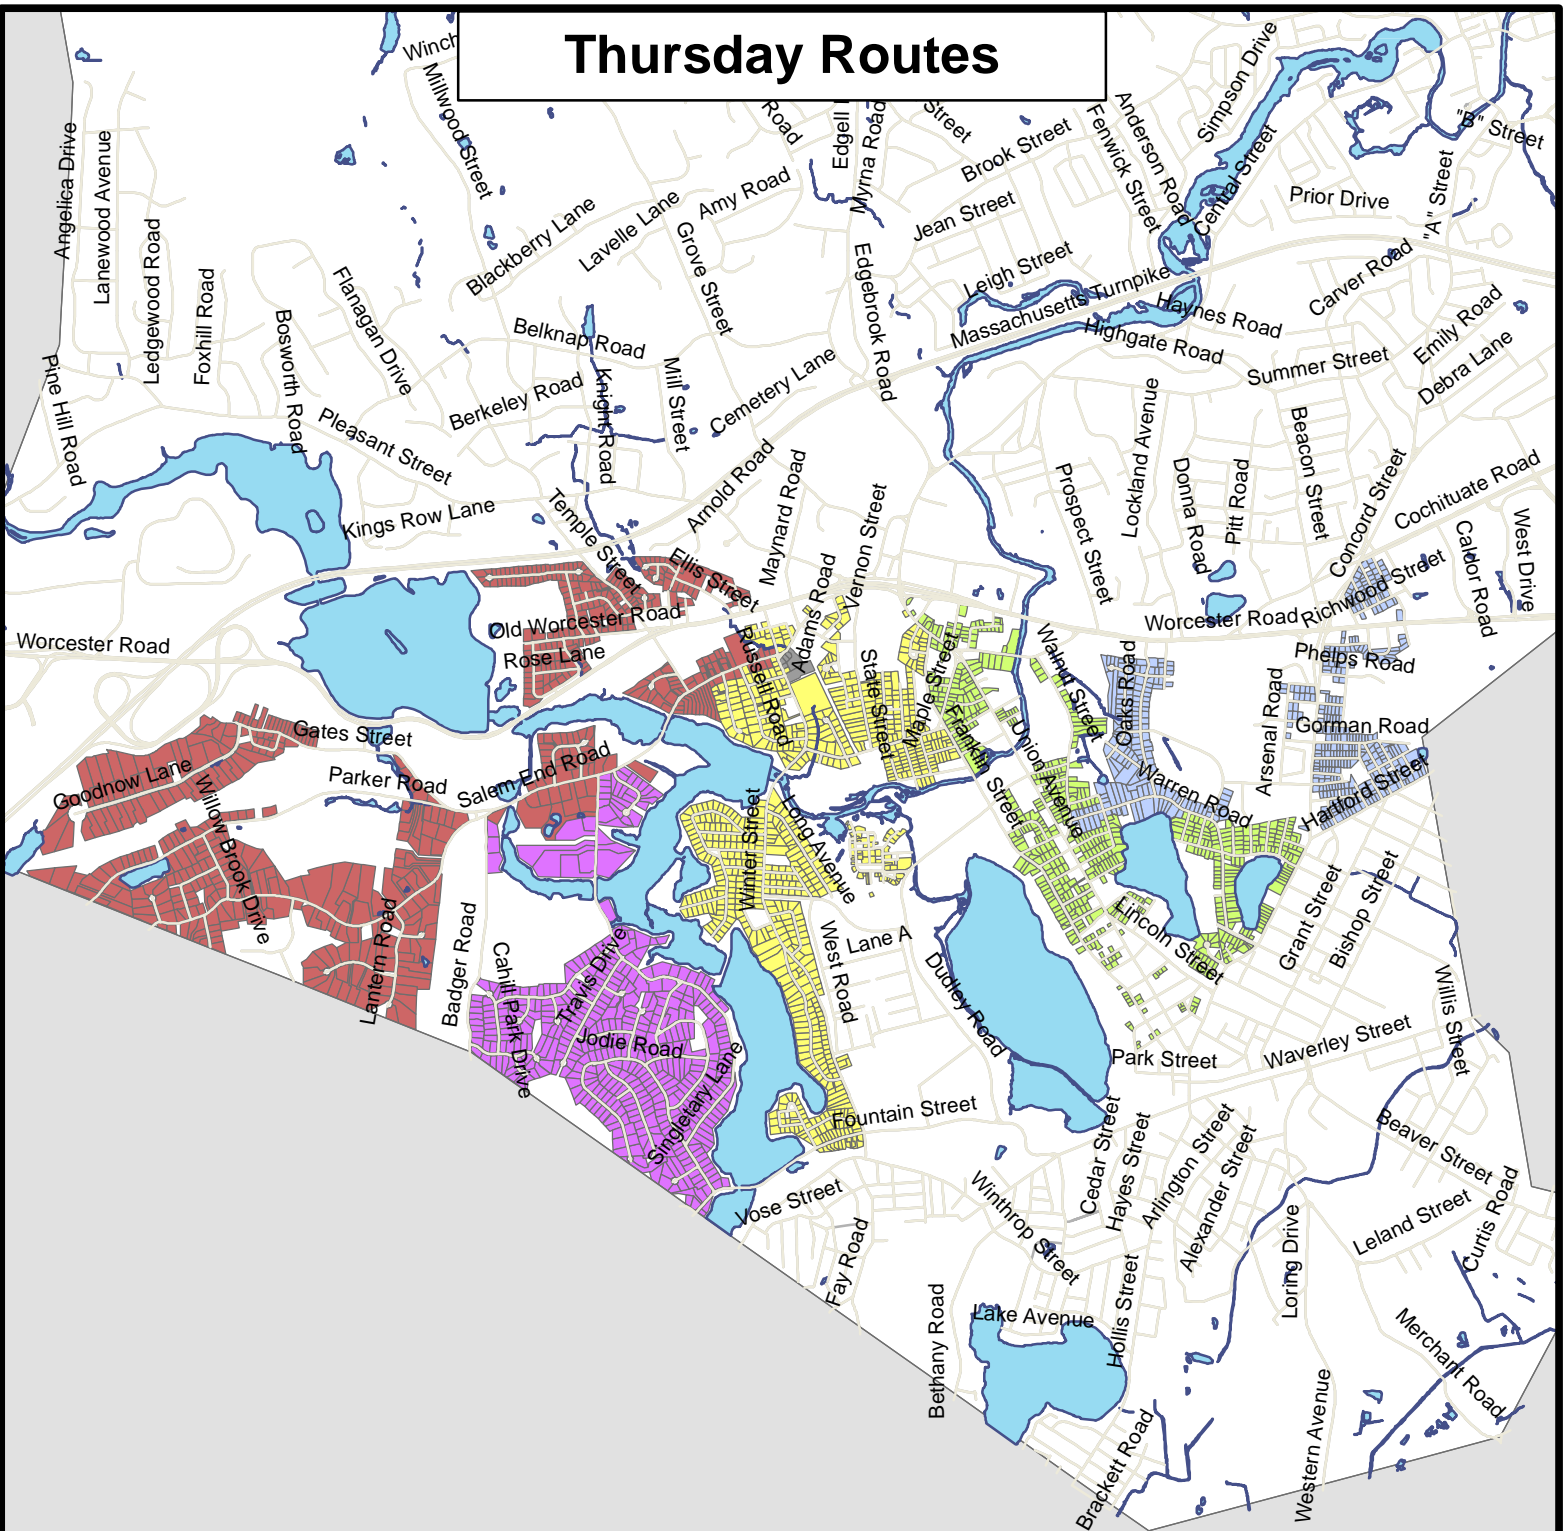 Thursday Routes
Winch
Millwood Street
Road
Edgell
Myrna Road
Street
Brook Street
Fenwick Street
Anderson Road
Simpson Drive
Central Street
"B" Street
"A" Street
Prior Drive
Angelica Drive
Lanewood Avenue
Ledgewood Road
Foxhill Road
Bosworth Road
Flanagan Drive
Blackberry Lane
Lavelle Lane
Amy Road
Grove Street
Jean Street
Leigh Street
Edgebrook Road
Massachusetts Turnpike
Haynes Road
Highgate Road
Carver Road
Emily Road
Debra Lane
Summer Street
Belknap Road
Berkeley Road
Knight Road
Mill Street
Cemetery Lane
Pine Hill Road
Pleasant Street
Kings Row Lane
Temple Street
Arnold Road
Maynard Road
Vernon Street
Prospect Street
Lockland Avenue
Donna Road
Pitt Road
Beacon Street
Concord Street
Cochituate Road
Caldor Road
West Drive
Ellis Street
Old Worcester Road
Rose Lane
Adams Road
Russell Road
State Street
Maple Street
Franklin Street
Union Avenue
Walnut Street
Oaks Road
Worcester Road
Richwood Street
Phelps Road
Worcester Road
Arsenal Road
Gorman Road
Hartford Street
Warren Road
Gates Street
Goodnow Lane
Parker Road
Salem End Road
Willow Brook Drive
Winter Street
Long Avenue
Franklin Street
Lantern Road
Badger Road
Cahill Park Drive
Travis Drive
Jodie Road
Singletary Lane
West Road
Lane A
Dudley Road
Lincoln Street
Grant Street
Bishop Street
Willis Street
Park Street
Waverley Street
Fountain Street
Cedar Street
Hayes Street
Arlington Street
Alexander Street
Beaver Street
Vose Street
Fay Road
Winthrop Street
Leland Street
Curtis Road
Loring Drive
Bethany Road
Lake Avenue
Hollis Street
Merchant Road
Brackett Road
Western Avenue